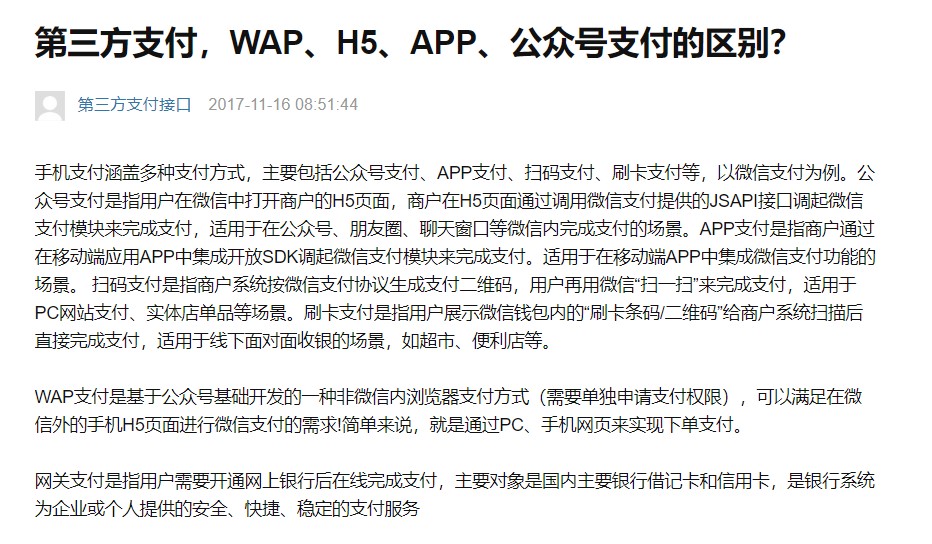 第三方支付，WAP、H5、APP、公众号支付的区别？
第三方支付接口 2017-11-16 08:51:44
手机支付涵盖多种支付方式，主要包括公众号支付、APP支付、扫码支付、刷卡支付等，以微信支付为例。公
众号支付是指用户在微信中打开商户的H5页面，商户在H5页面通过调用微信支付提供的JSAPI接口调起微信
支付模块来完成支付，适用于在公众号、朋友圈、聊天窗口等微信内完成支付的场景。APP支付是指商户通过
在移动端应用APP中集成开放SDK调起微信支付模块来完成支付。适用于在移动端APP中集成微信支付功能的
场景。 扫码支付是指商户系统按微信支付协议生成支付二维码，用户再用微信“扫一扫”来完成支付，适用于
PC网站支付、实体店单品等场景。刷卡支付是指用户展示微信钱包内的“刷卡条码/二维码”给商户系统扫描后
直接完成支付，适用于线下面对面收银的场景，如超市、便利店等。
WAP支付是基于公众号基础开发的一种非微信内浏览器支付方式（需要单独申请支付权限），可以满足在微
信外的手机H5页面进行微信支付的需求!简单来说，就是通过PC、手机网页来实现下单支付。
网关支付是指用户需要开通网上银行后在线完成支付，主要对象是国内主要银行借记卡和信用卡，是银行系统
为企业或个人提供的安全、快捷、稳定的支付服务